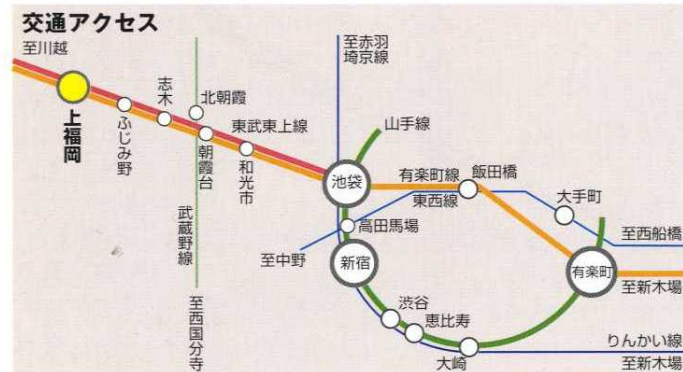 交通アクセス
至川越
上福岡
ふじみ野
志木
北朝霞
朝霞台
和光市
東武東上線
武蔵野線
至西国分寺
至赤羽
埼京線
山手線
池袋
有楽町線
飯田橋
東西線
大手町
高田馬場
至中野
新宿
至西船橋
有楽町
至新木場
渋谷
恵比寿
大崎
りんかい線
至新木場